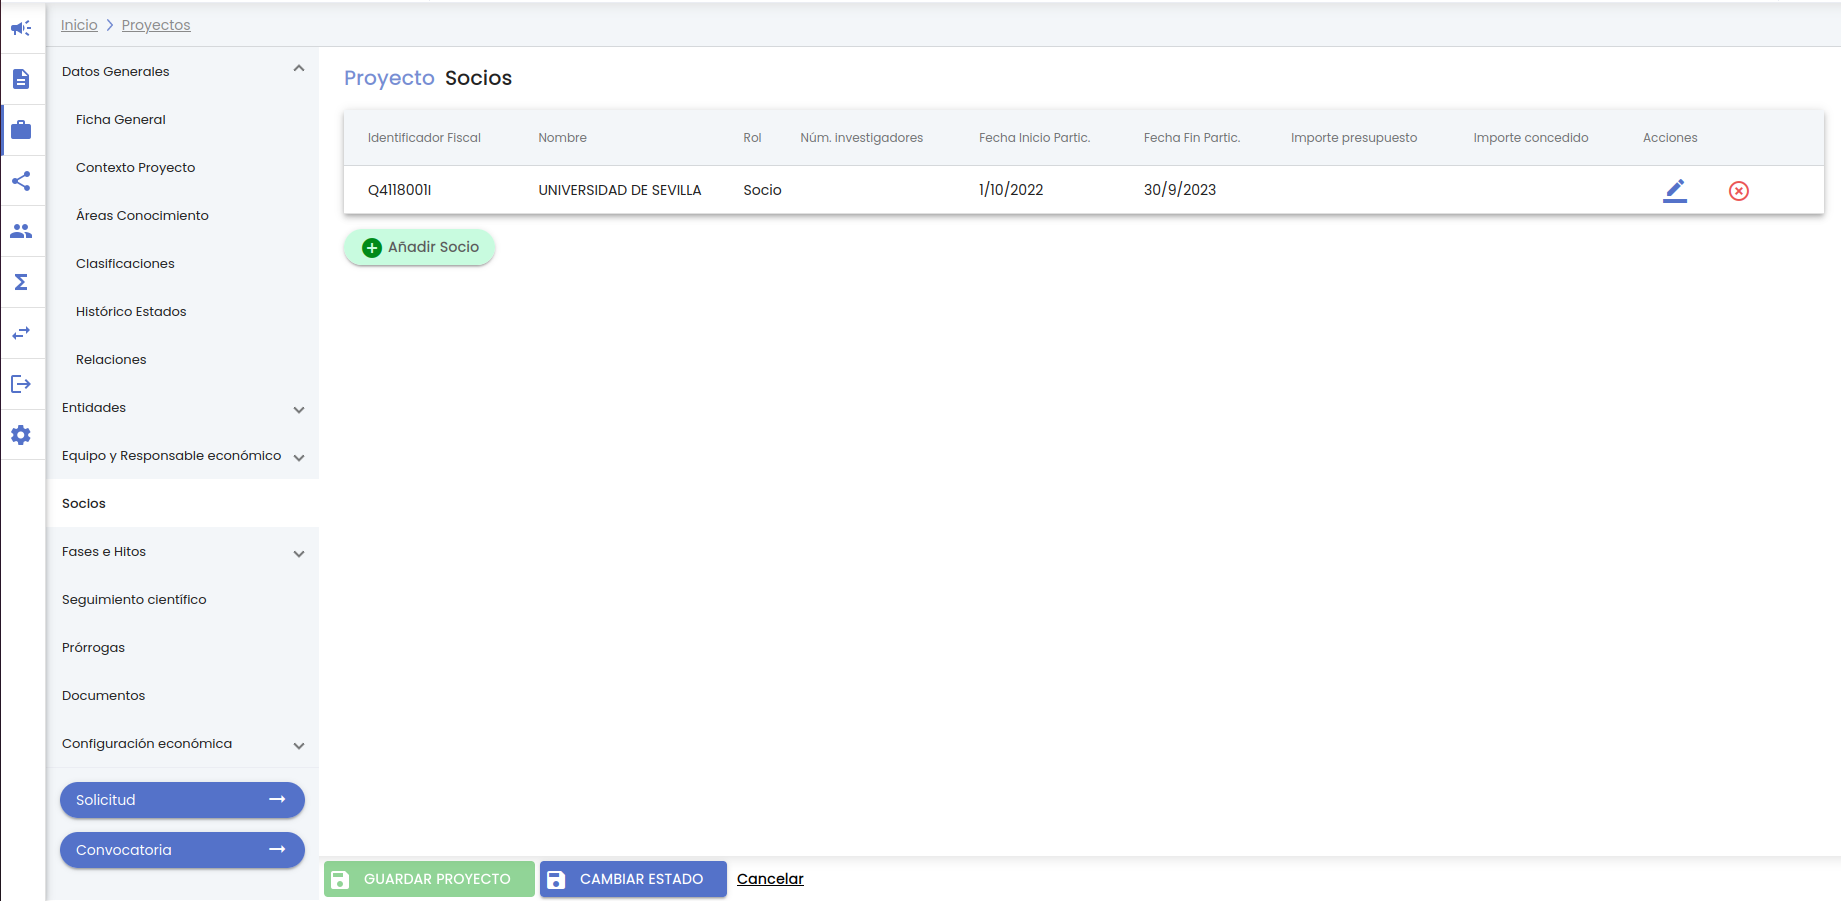 Inicio > Proyectos
Datos Generales
Ficha General
Contexto Proyecto
Áreas Conocimiento
Clasificaciones
Histórico Estados
Relaciones
Entidades
Equipo y Responsable económico
Socios
Fases e Hitos
Seguimiento científico
Prórrogas
Documentos
Configuración económica
Solicitud
Convocatoria
Proyecto Socios
Identificador Fiscal Nombre Rol Núm. investigadores Fecha Inicio Partic. Fecha Fin Partic. Importe presupuesto Importe concedido Acciones
Q4118001I UNIVERSIDAD DE SEVILLA Socio 1/10/2022 30/9/2023
Añadir Socio
GUARDAR PROYECTO CAMBIAR ESTADO Cancelar